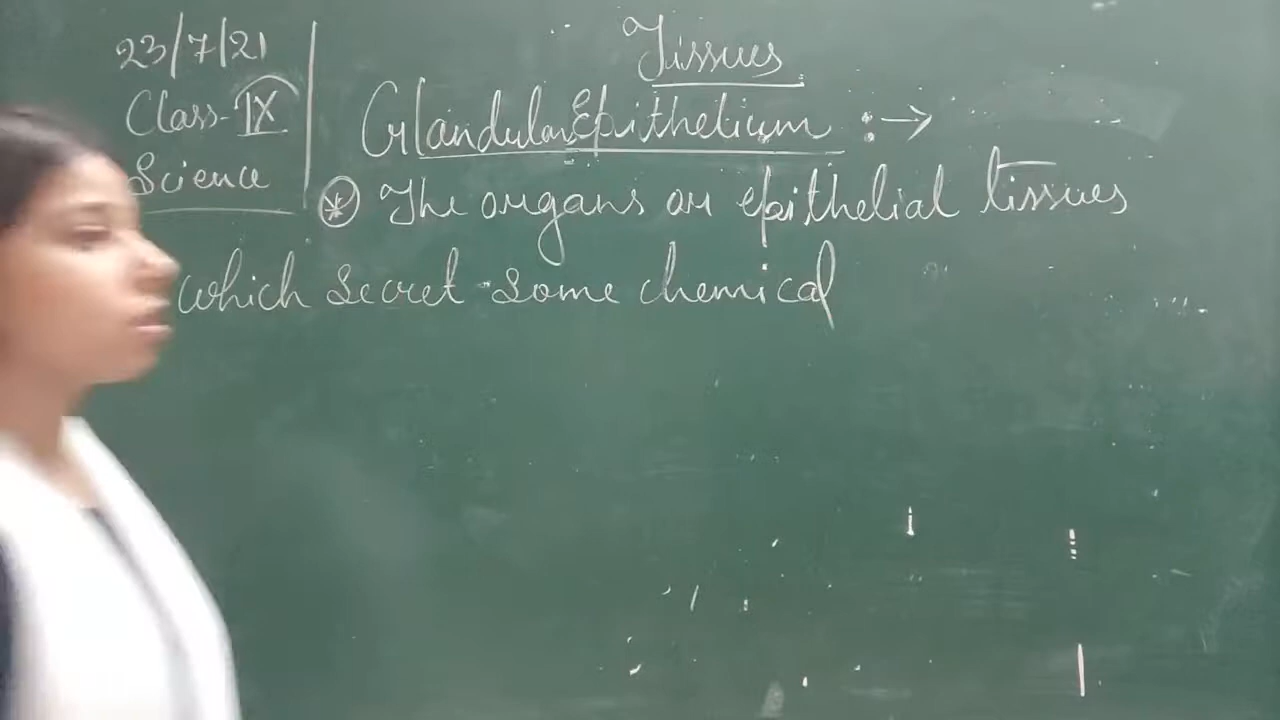 23/7/21
Class-IX
Science
Tissues
Glandular Epithelium :→
The organs or epithelial tissues
which secret some chemical